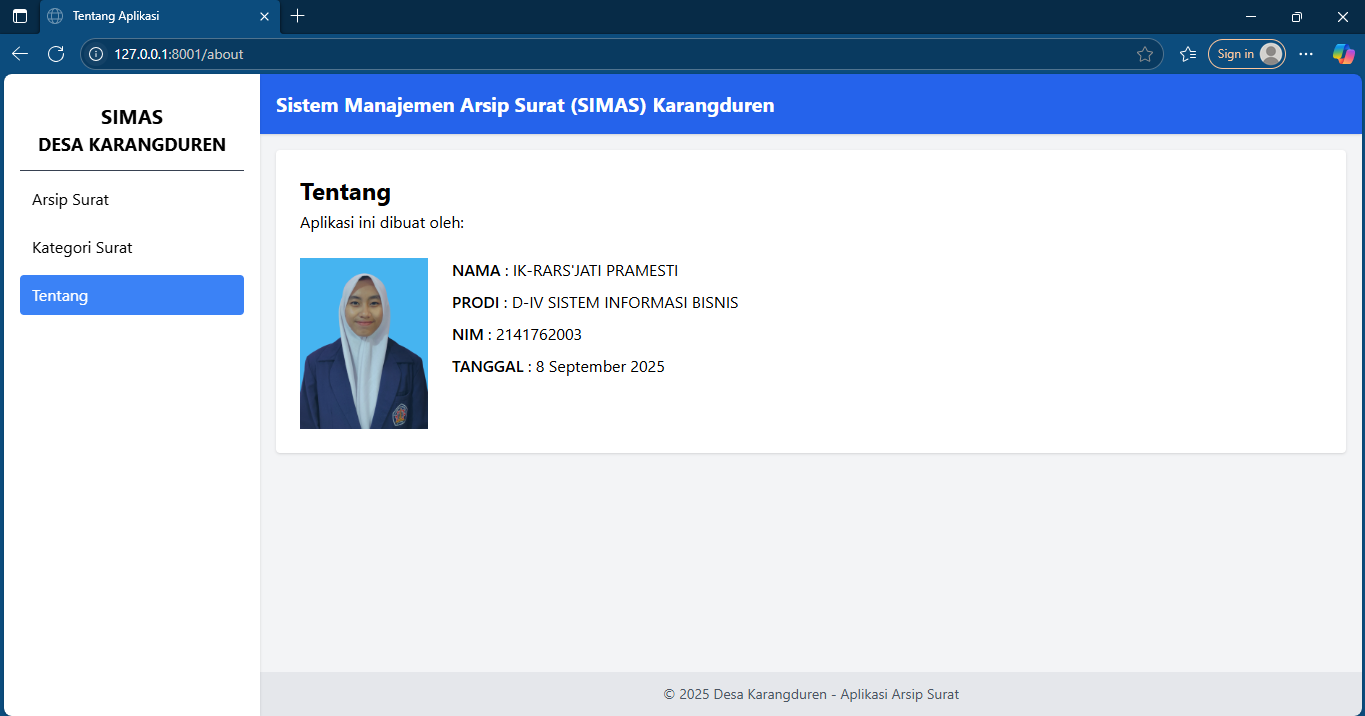 Tentang Aplikasi
127.0.0.1:8001/about
Sign in
SIMAS
DESA KARANGDUREN
Arsip Surat
Kategori Surat
Tentang
Sistem Manajemen Arsip Surat (SIMAS) Karangduren
Tentang
Aplikasi ini dibuat oleh:
NAMA : IK-RARS'JATI PRAMESTI
PRODI : D-IV SISTEM INFORMASI BISNIS
NIM : 2141762003
TANGGAL : 8 September 2025
© 2025 Desa Karangduren - Aplikasi Arsip Surat